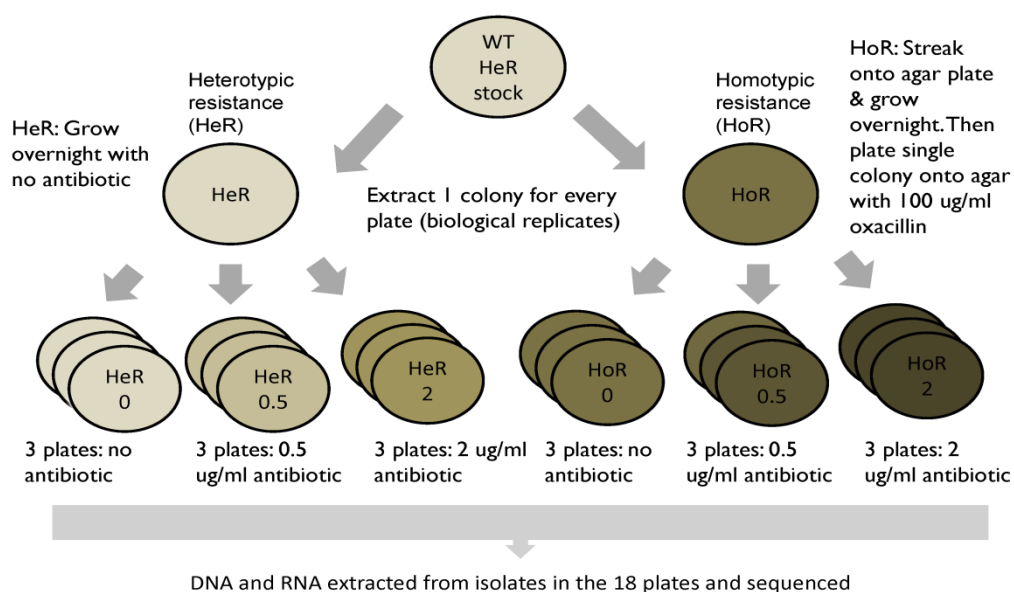 WT
HeR
stock
Heterotypic
resistance
(HeR)
HeR: Grow
overnight with
no antibiotic
HeR
Extract 1 colony for every
plate (biological replicates)
Homotypic
resistance
(HoR)
HoR
HoR: Streak
onto agar plate
& grow
overnight. Then
plate single
colony onto agar
with 100 ug/ml
oxacillin
HeR
0
HeR
0.5
HeR
2
HoR
0
HoR
0.5
HoR
2
3 plates: no
antibiotic
3 plates: 0.5
ug/ml antibiotic
3 plates: 2 ug/ml
antibiotic
3 plates: no
antibiotic
3 plates: 0.5
ug/ml antibiotic
3 plates: 2
ug/ml antibiotic
DNA and RNA extracted from isolates in the 18 plates and sequenced